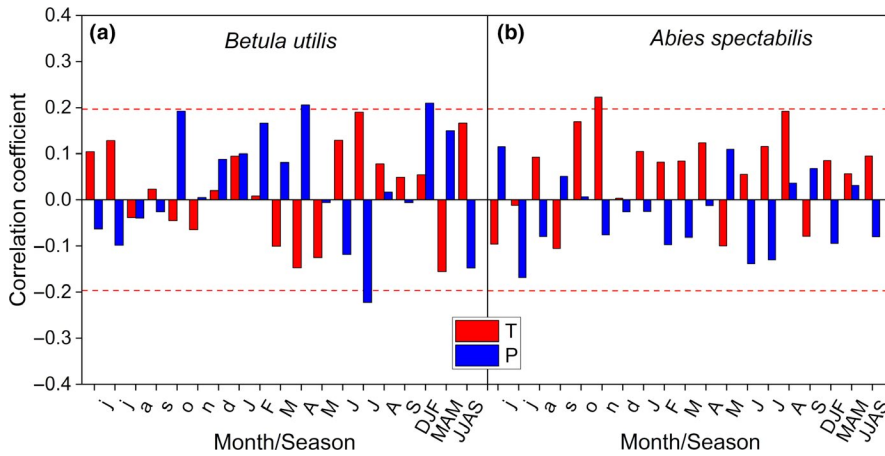 (a) Betula utilis (b) Abies spectabilis
0.4
0.3
0.2
0.1
0.0
−0.1
−0.2
−0.3
−0.4
Correlation coefficient
T
P
j j a s o n d J F M A M J J A S DJF MAM JJAS j j a s o n d J F M A M J J A S DJF MAM JJAS
Month/Season Month/Season